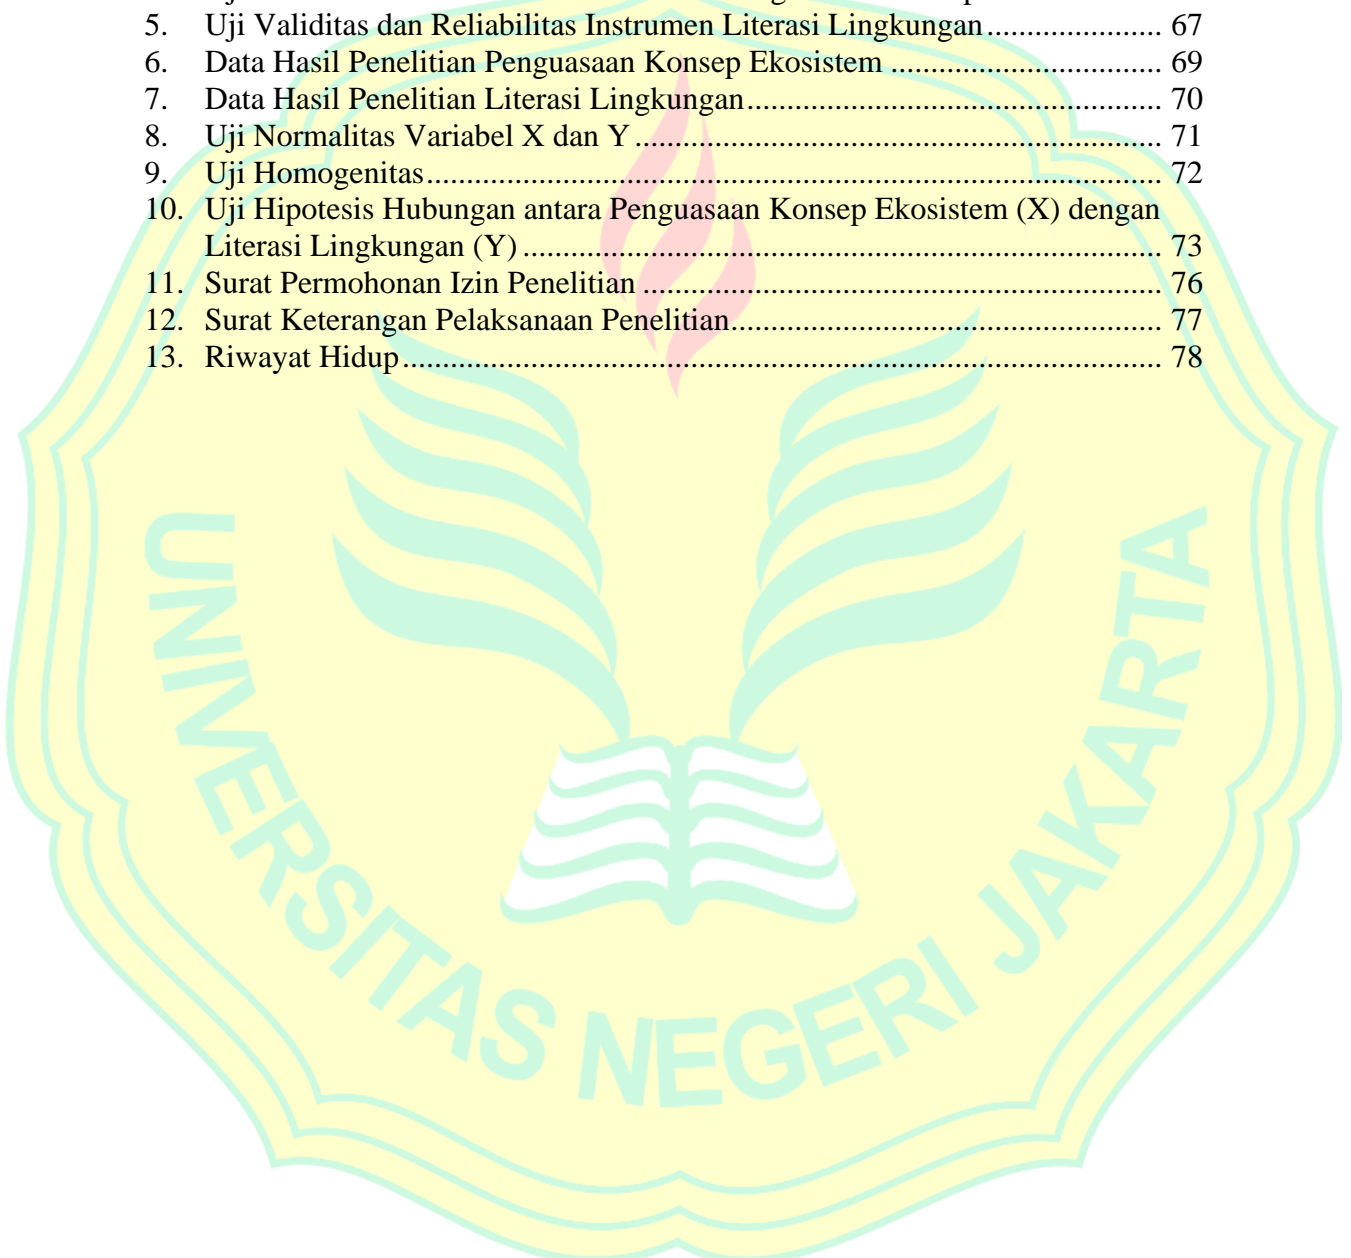 5. Uji Validitas dan Reliabilitas Instrumen Literasi Lingkungan ...................... 67
6. Data Hasil Penelitian Penguasaan Konsep Ekosistem .................................. 69
7. Data Hasil Penelitian Literasi Lingkungan .................................................... 70
8. Uji Normalitas Variabel X dan Y .................................................................. 71
9. Uji Homogenitas ............................................................................................ 72
10. Uji Hipotesis Hubungan antara Penguasaan Konsep Ekosistem (X) dengan
Literasi Lingkungan (Y) ................................................................................ 73
11. Surat Permohonan Izin Penelitian ................................................................. 76
12. Surat Keterangan Pelaksanaan Penelitian ...................................................... 77
13. Riwayat Hidup ............................................................................................... 78
UNIVERSITAS NEGERI JAKARTA